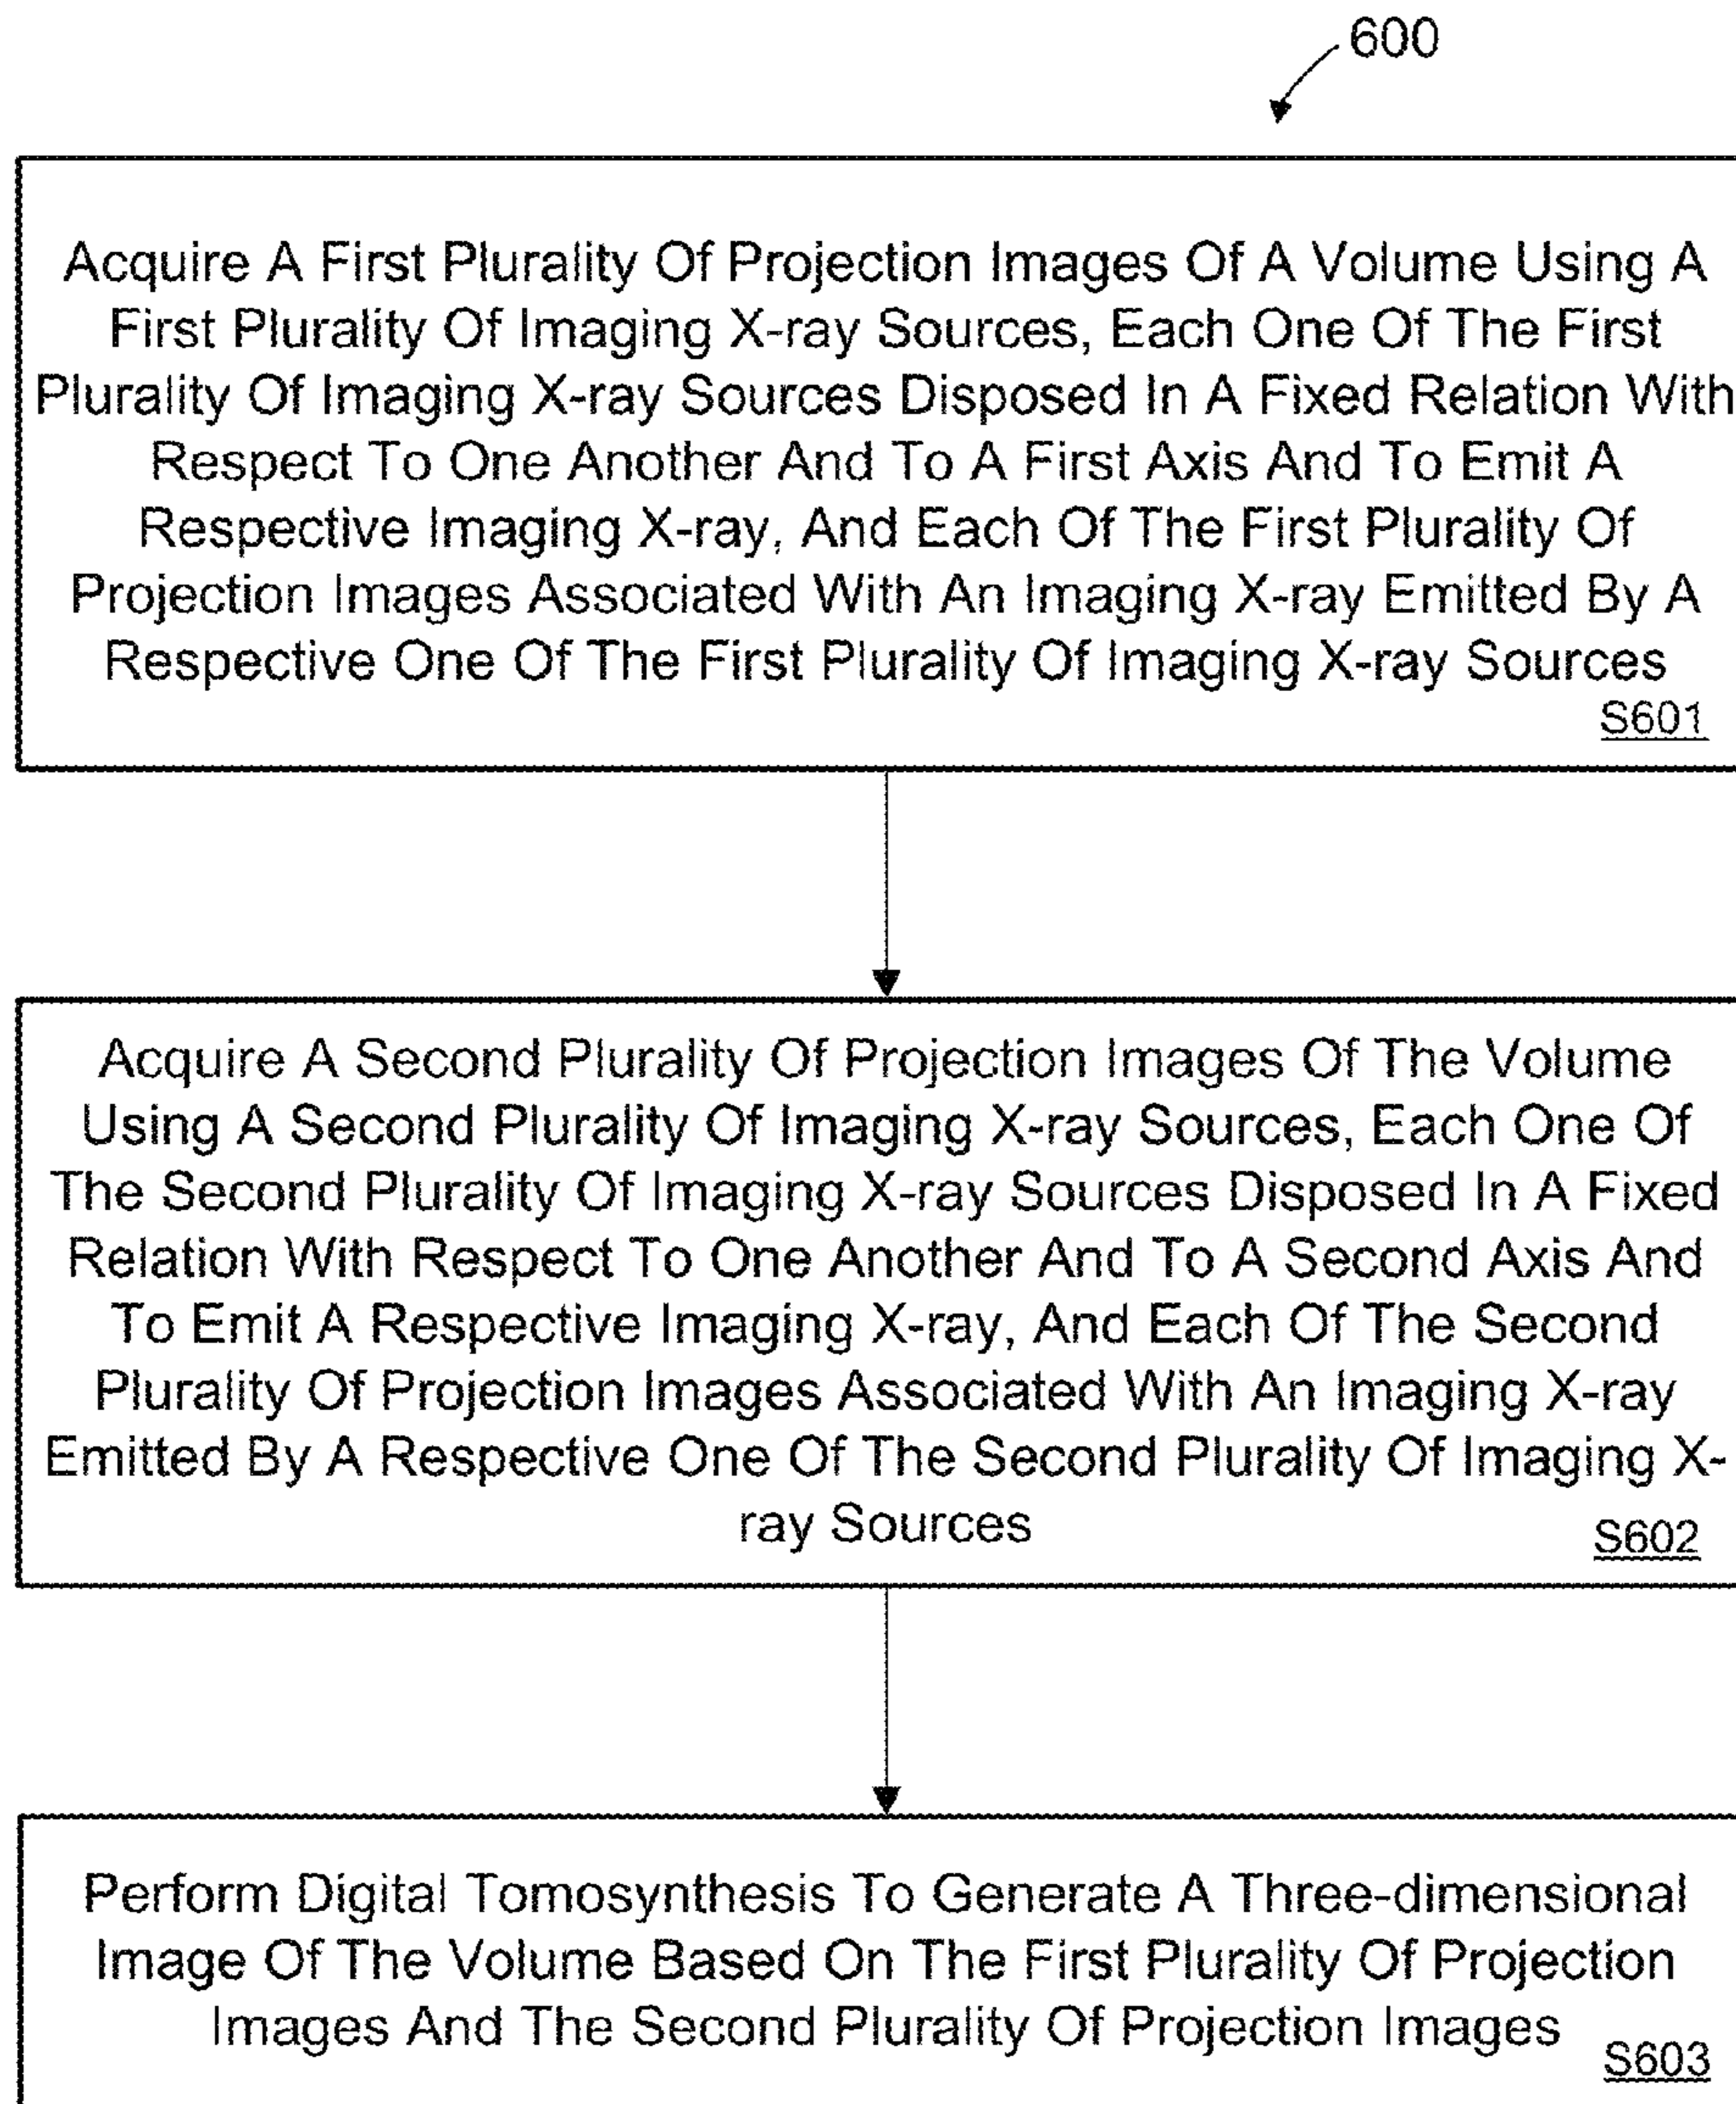 600
Acquire A First Plurality Of Projection Images Of A Volume Using A
First Plurality Of Imaging X-ray Sources, Each One Of The First
Plurality Of Imaging X-ray Sources Disposed In A Fixed Relation With
Respect To One Another And To A First Axis And To Emit A
Respective Imaging X-ray, And Each Of The First Plurality Of
Projection Images Associated With An Imaging X-ray Emitted By A
Respective One Of The First Plurality Of Imaging X-ray Sources
S601
Acquire A Second Plurality Of Projection Images Of The Volume
Using A Second Plurality Of Imaging X-ray Sources, Each One Of
The Second Plurality Of Imaging X-ray Sources Disposed In A Fixed
Relation With Respect To One Another And To A Second Axis And
To Emit A Respective Imaging X-ray, And Each Of The Second
Plurality Of Projection Images Associated With An Imaging X-ray
Emitted By A Respective One Of The Second Plurality Of Imaging X-
ray Sources
S602
Perform Digital Tomosynthesis To Generate A Three-dimensional
Image Of The Volume Based On The First Plurality Of Projection
Images And The Second Plurality Of Projection Images
S603